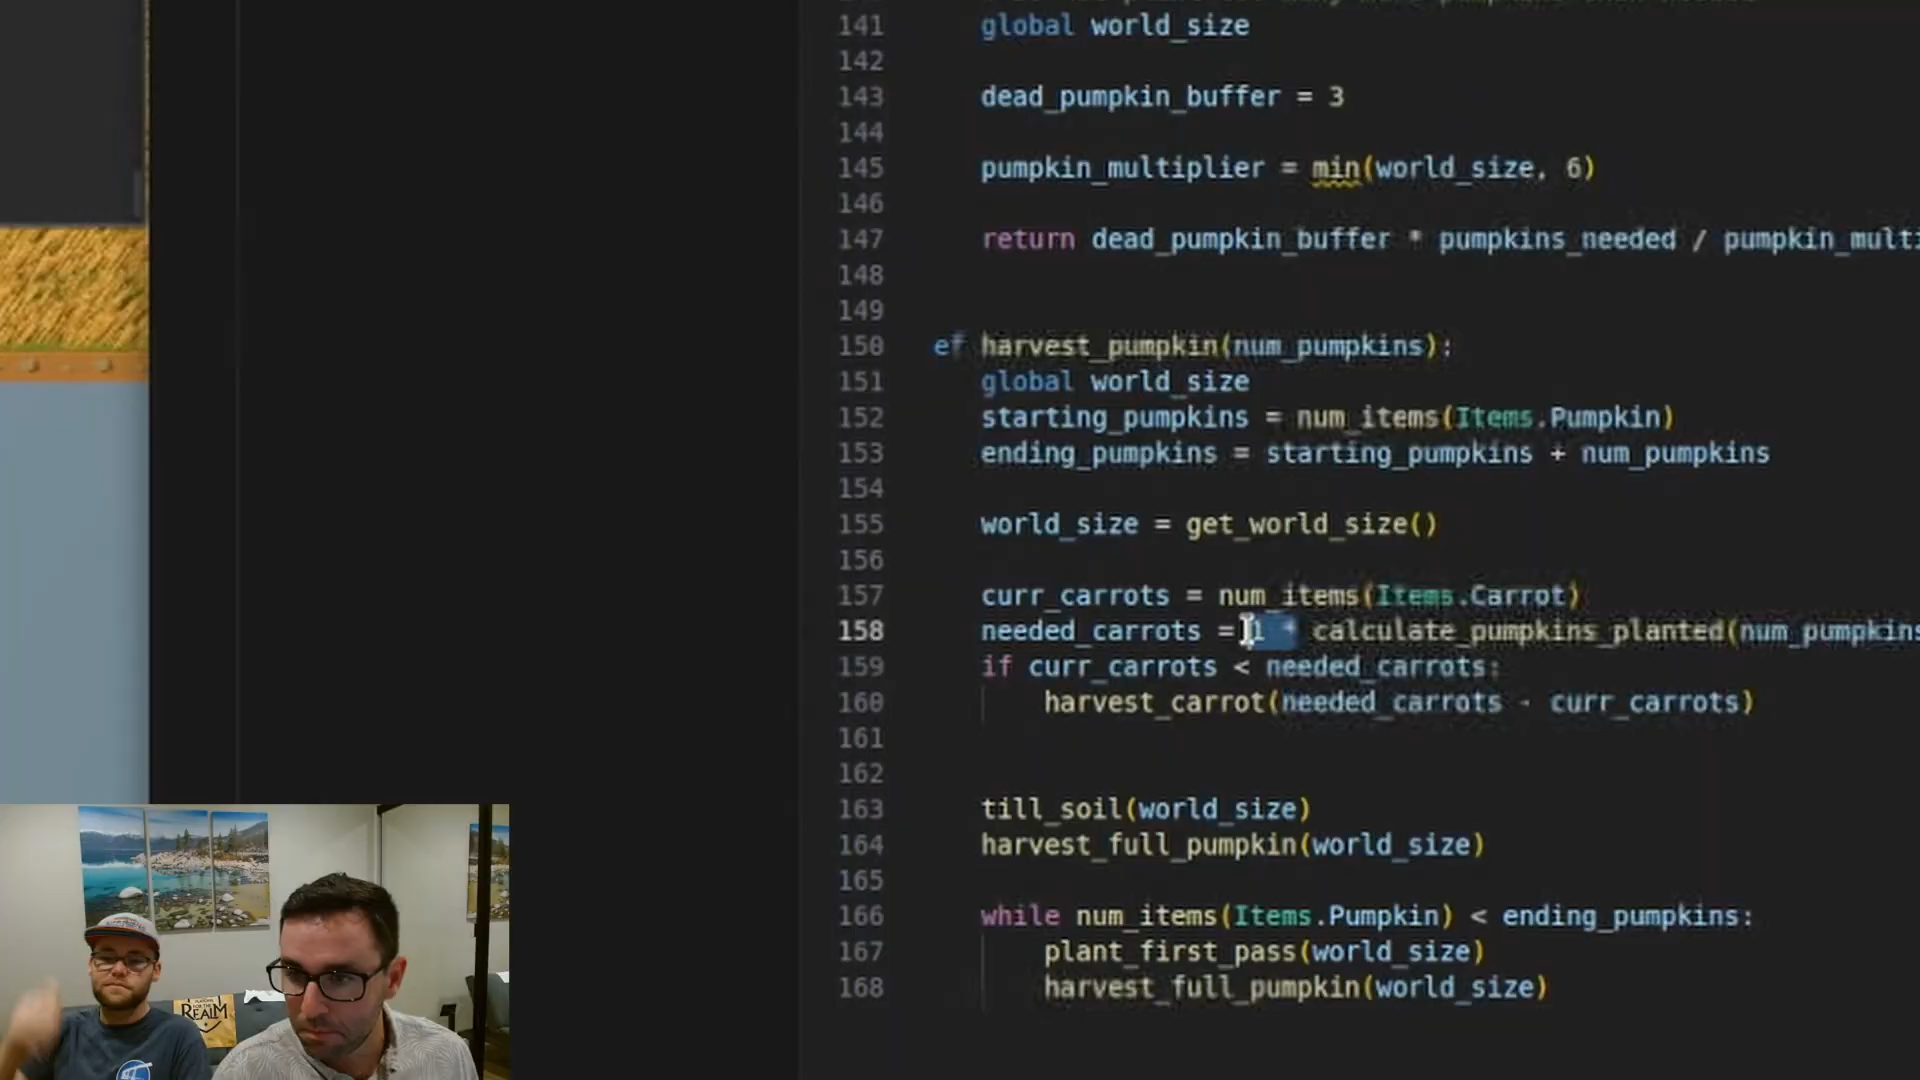 141 global world_size
142
143 dead_pumpkin_buffer = 3
144
145 pumpkin_multiplier = min(world_size, 6)
146
147 return dead_pumpkin_buffer * pumpkins_needed / pumpkin_multi
148
149
150 ef harvest_pumpkin(num_pumpkins):
151 global world_size
152 starting_pumpkins = num_items(Items.Pumpkin)
153 ending_pumpkins = starting_pumpkins + num_pumpkins
154
155 world_size = get_world_size()
156
157 curr_carrots = num_items(Items.Carrot)
158 needed_carrots = 1 * calculate_pumpkins_planted(num_pumpkins
159 if curr_carrots < needed_carrots:
160 harvest_carrot(needed_carrots - curr_carrots)
161
162
163 till_soil(world_size)
164 harvest_full_pumpkin(world_size)
165
166 while num_items(Items.Pumpkin) < ending_pumpkins:
167 plant_first_pass(world_size)
168 harvest_full_pumpkin(world_size)
FOR THE
REALM